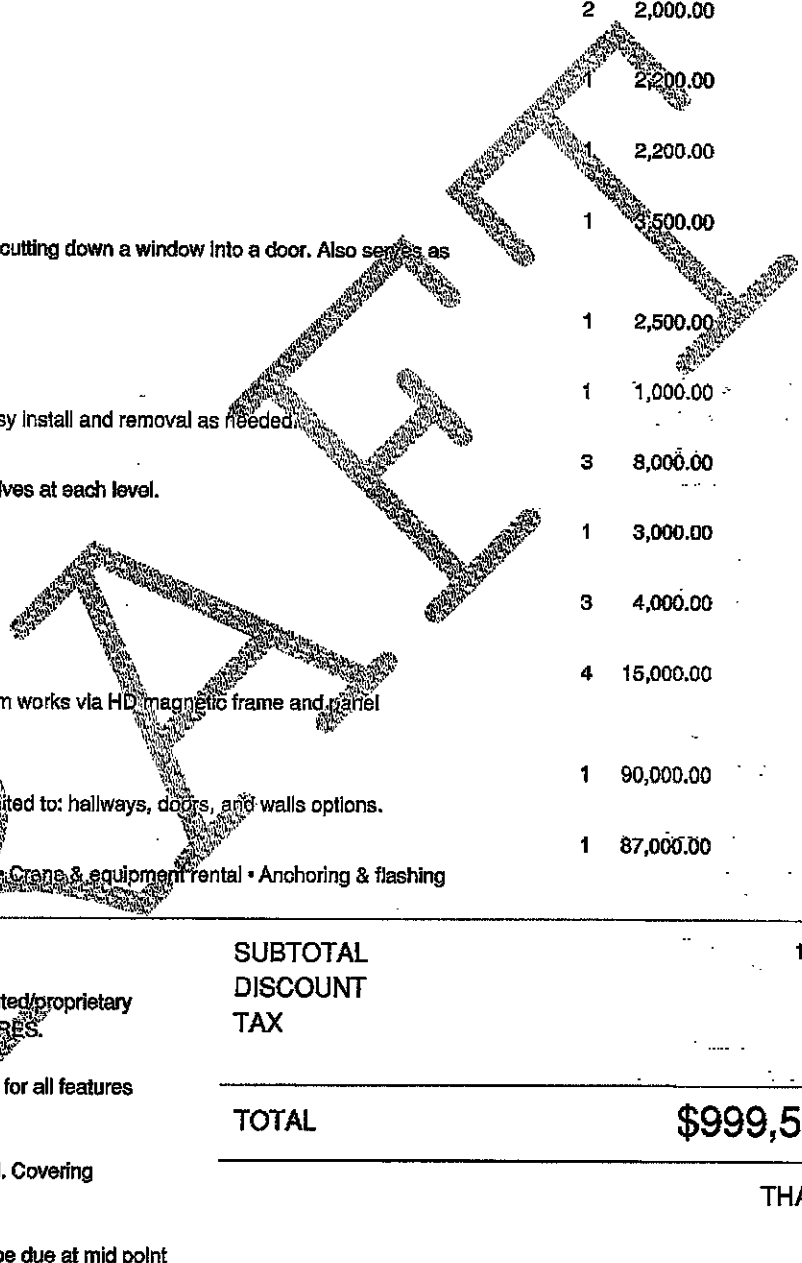 2 2,000.00
1 2,200.00
1 2,200.00
1 3,500.00
cutting down a window into a door. Also serves as
1 2,500.00
1 1,000.00
sy install and removal as needed.
3 8,000.00
lves at each level.
1 3,000.00
3 4,000.00
4 15,000.00
m works via HD magnetic frame and panel
1 90,000.00
ited to: hallways, doors, and walls options.
1 87,000.00
Crane & equipment rental • Anchoring & flashing
SUBTOTAL 1
DISCOUNT
ted/proprietary
TAX
RES.
for all features
TOTAL $999,5
. Covering
THA
be due at mid point